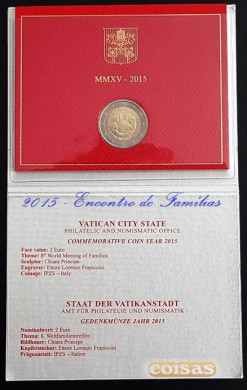 MMXV - 2015
2015 - Encontro de Famílias
VATICAN CITY STATE
PHILATELIC AND NUMISMATIC OFFICE
COMMEMORATIVE COIN YEAR 2015
Face value: 2 Euro
Theme: 8th World Meeting of Families
Sculptor: Chiara Principe
Engraver: Ettore Lorenzo Frapiccini
Coinage: IPZS - Italy
STAAT DER VATIKANSTADT
AMT FÜR PHILATELIE UND NUMISMATIK
GEDENKMÜNZE JAHR 2015
Nominalwert: 2 Euro
Thema: 8. Weltfamilientreffen
Bildhauer: Chiara Principe
Kupferstecher: Ettore Lorenzo Frapiccini
Prägeanstalt: IPZS - Italien
coisas